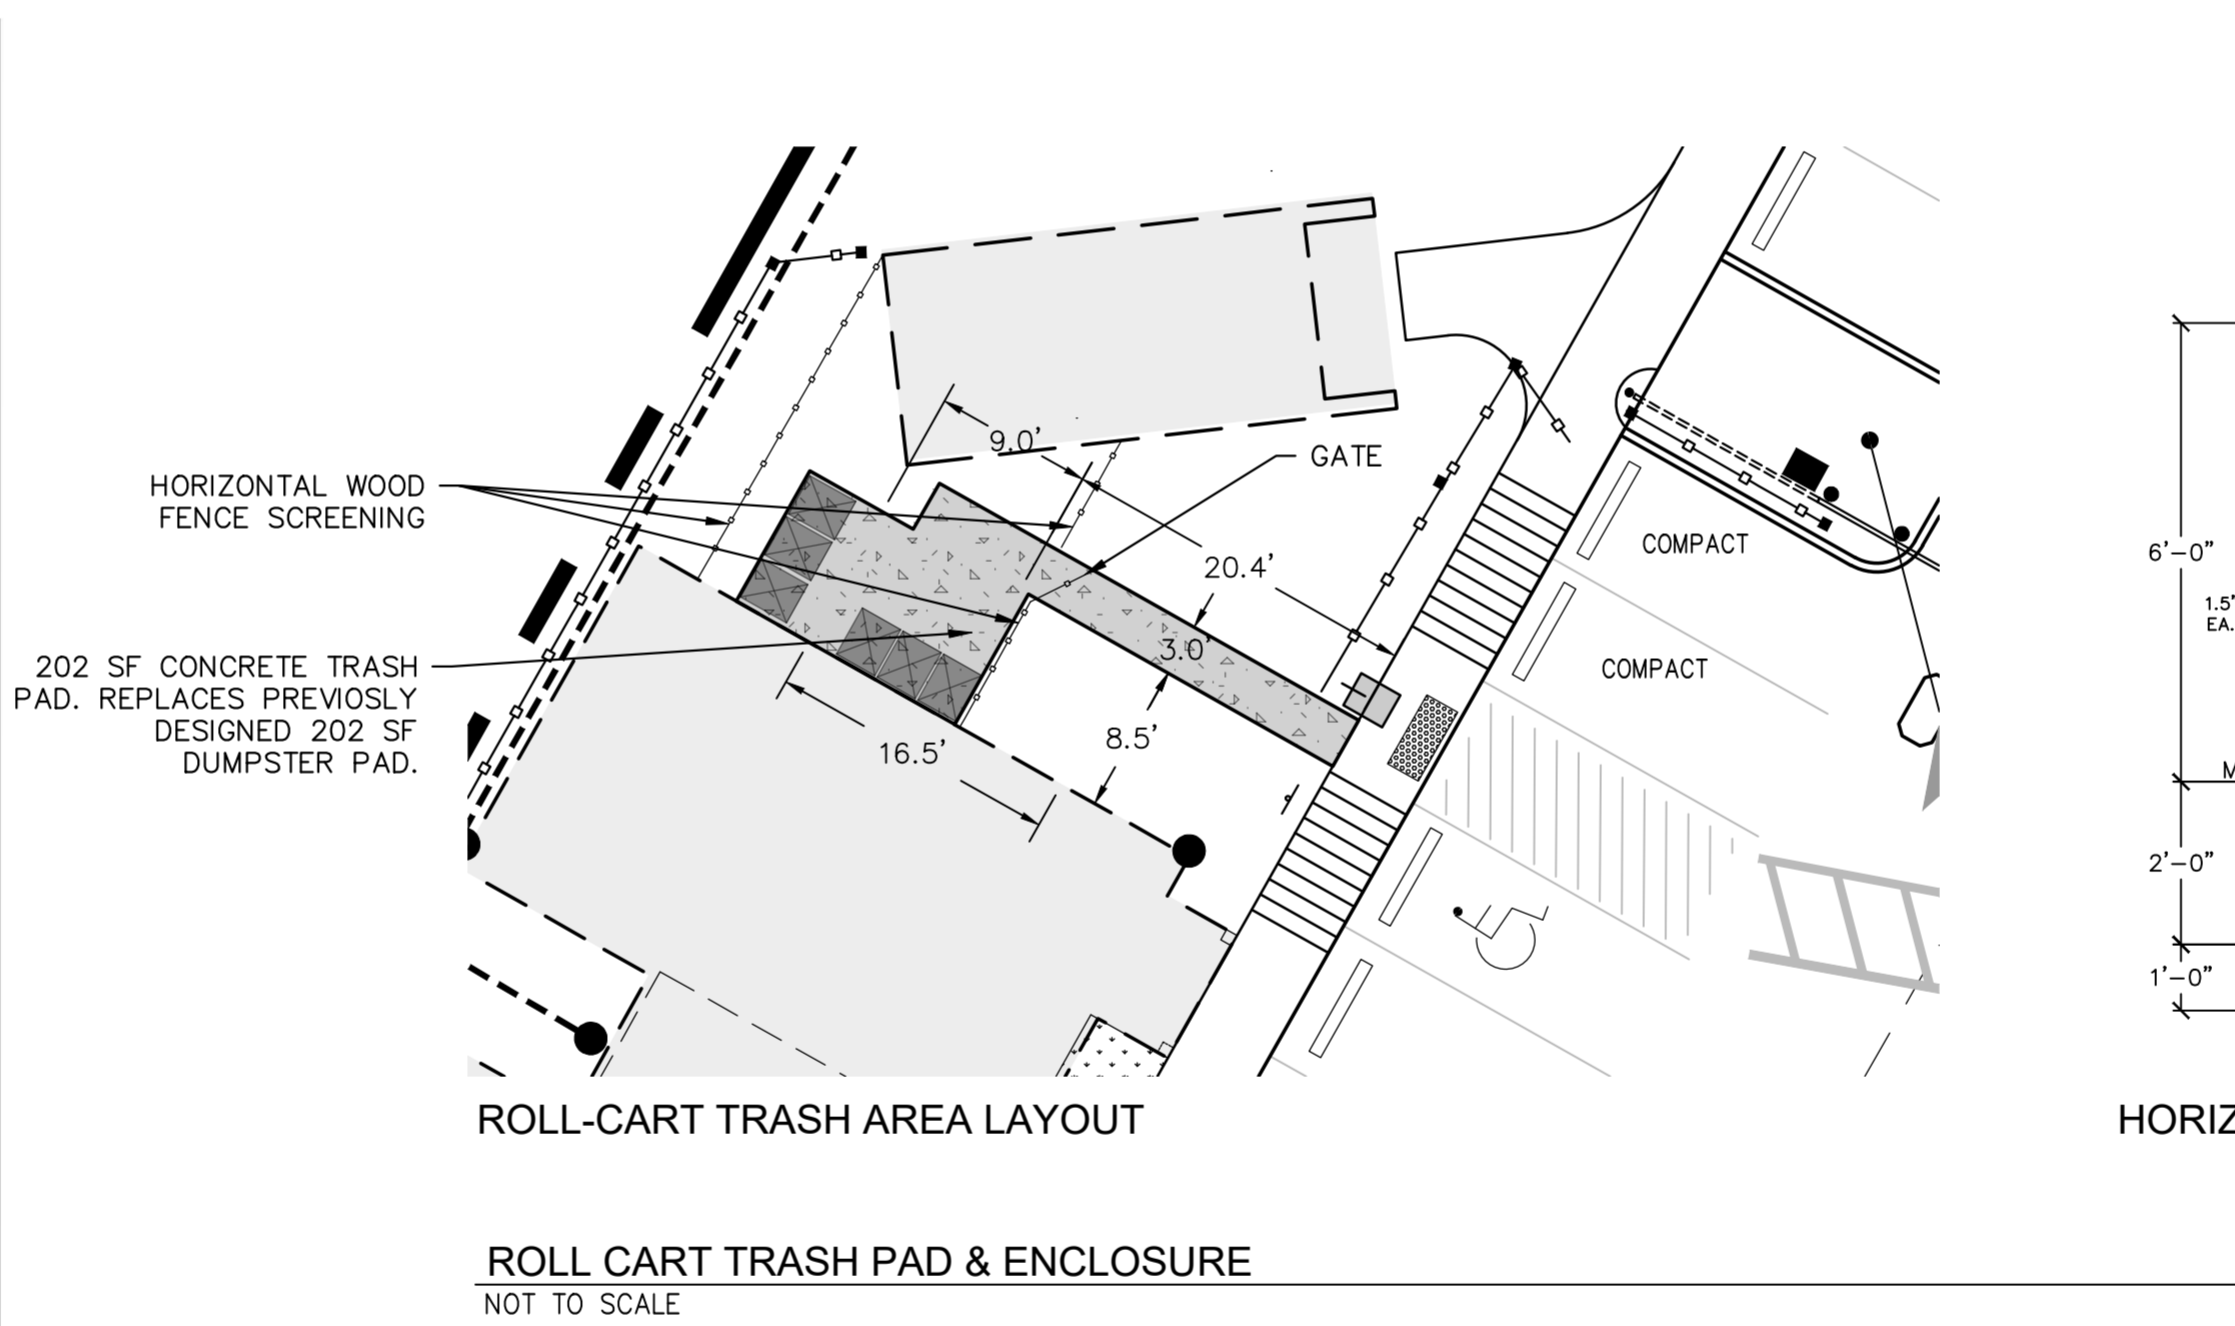 9.0’
GATE
HORIZONTAL WOOD
FENCE SCREENING
20.4’
3.0’
COMPACT
COMPACT
202 SF CONCRETE TRASH
PAD. REPLACES PREVIOSLY
DESIGNED 202 SF
DUMPSTER PAD.
16.5’
8.5’
6’-0”
1.5’
EA.
M
2’-0”
1’-0”
ROLL-CART TRASH AREA LAYOUT
HORIZ
ROLL CART TRASH PAD & ENCLOSURE
NOT TO SCALE